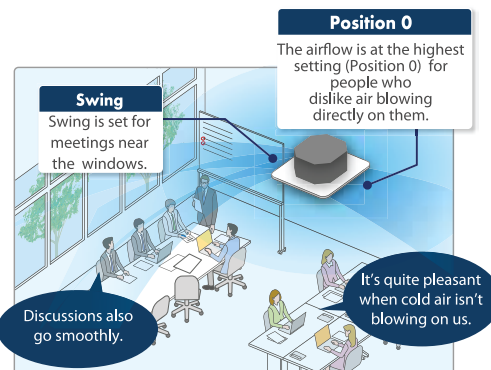 Position 0
The airflow is at the highest
setting (Position 0) for
people who
dislike air blowing
directly on them.
Swing
Swing is set for
meetings near
the windows.
It's quite pleasant
when cold air isn't
blowing on us.
Discussions also
go smoothly.